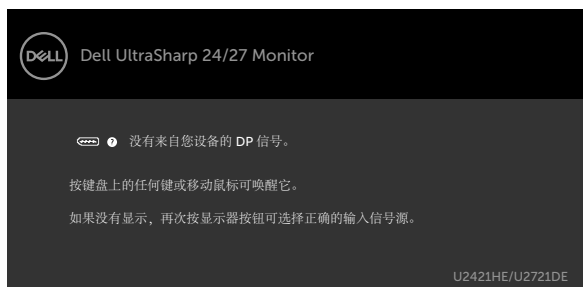 DELL
Dell UltraSharp 24/27 Monitor
? 没有来自您设备的 DP 信号。
按键盘上的任何键或移动鼠标可唤醒它。
如果没有显示，再次按显示器按钮可选择正确的输入信号源。
U2421HE/U2721DE